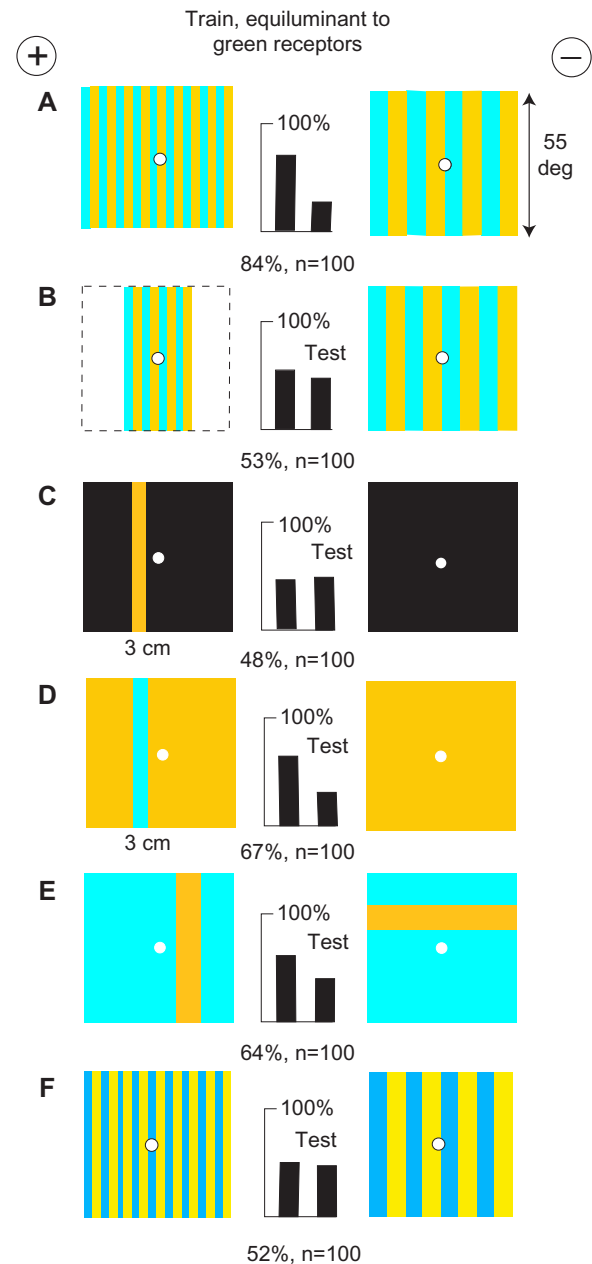 Train, equiluminant to
green receptors
+
−
A
100%
55
deg
84%, n=100
B
100%
Test
53%, n=100
C
100%
Test
3 cm
48%, n=100
D
100%
Test
3 cm
67%, n=100
E
100%
Test
64%, n=100
F
100%
Test
52%, n=100